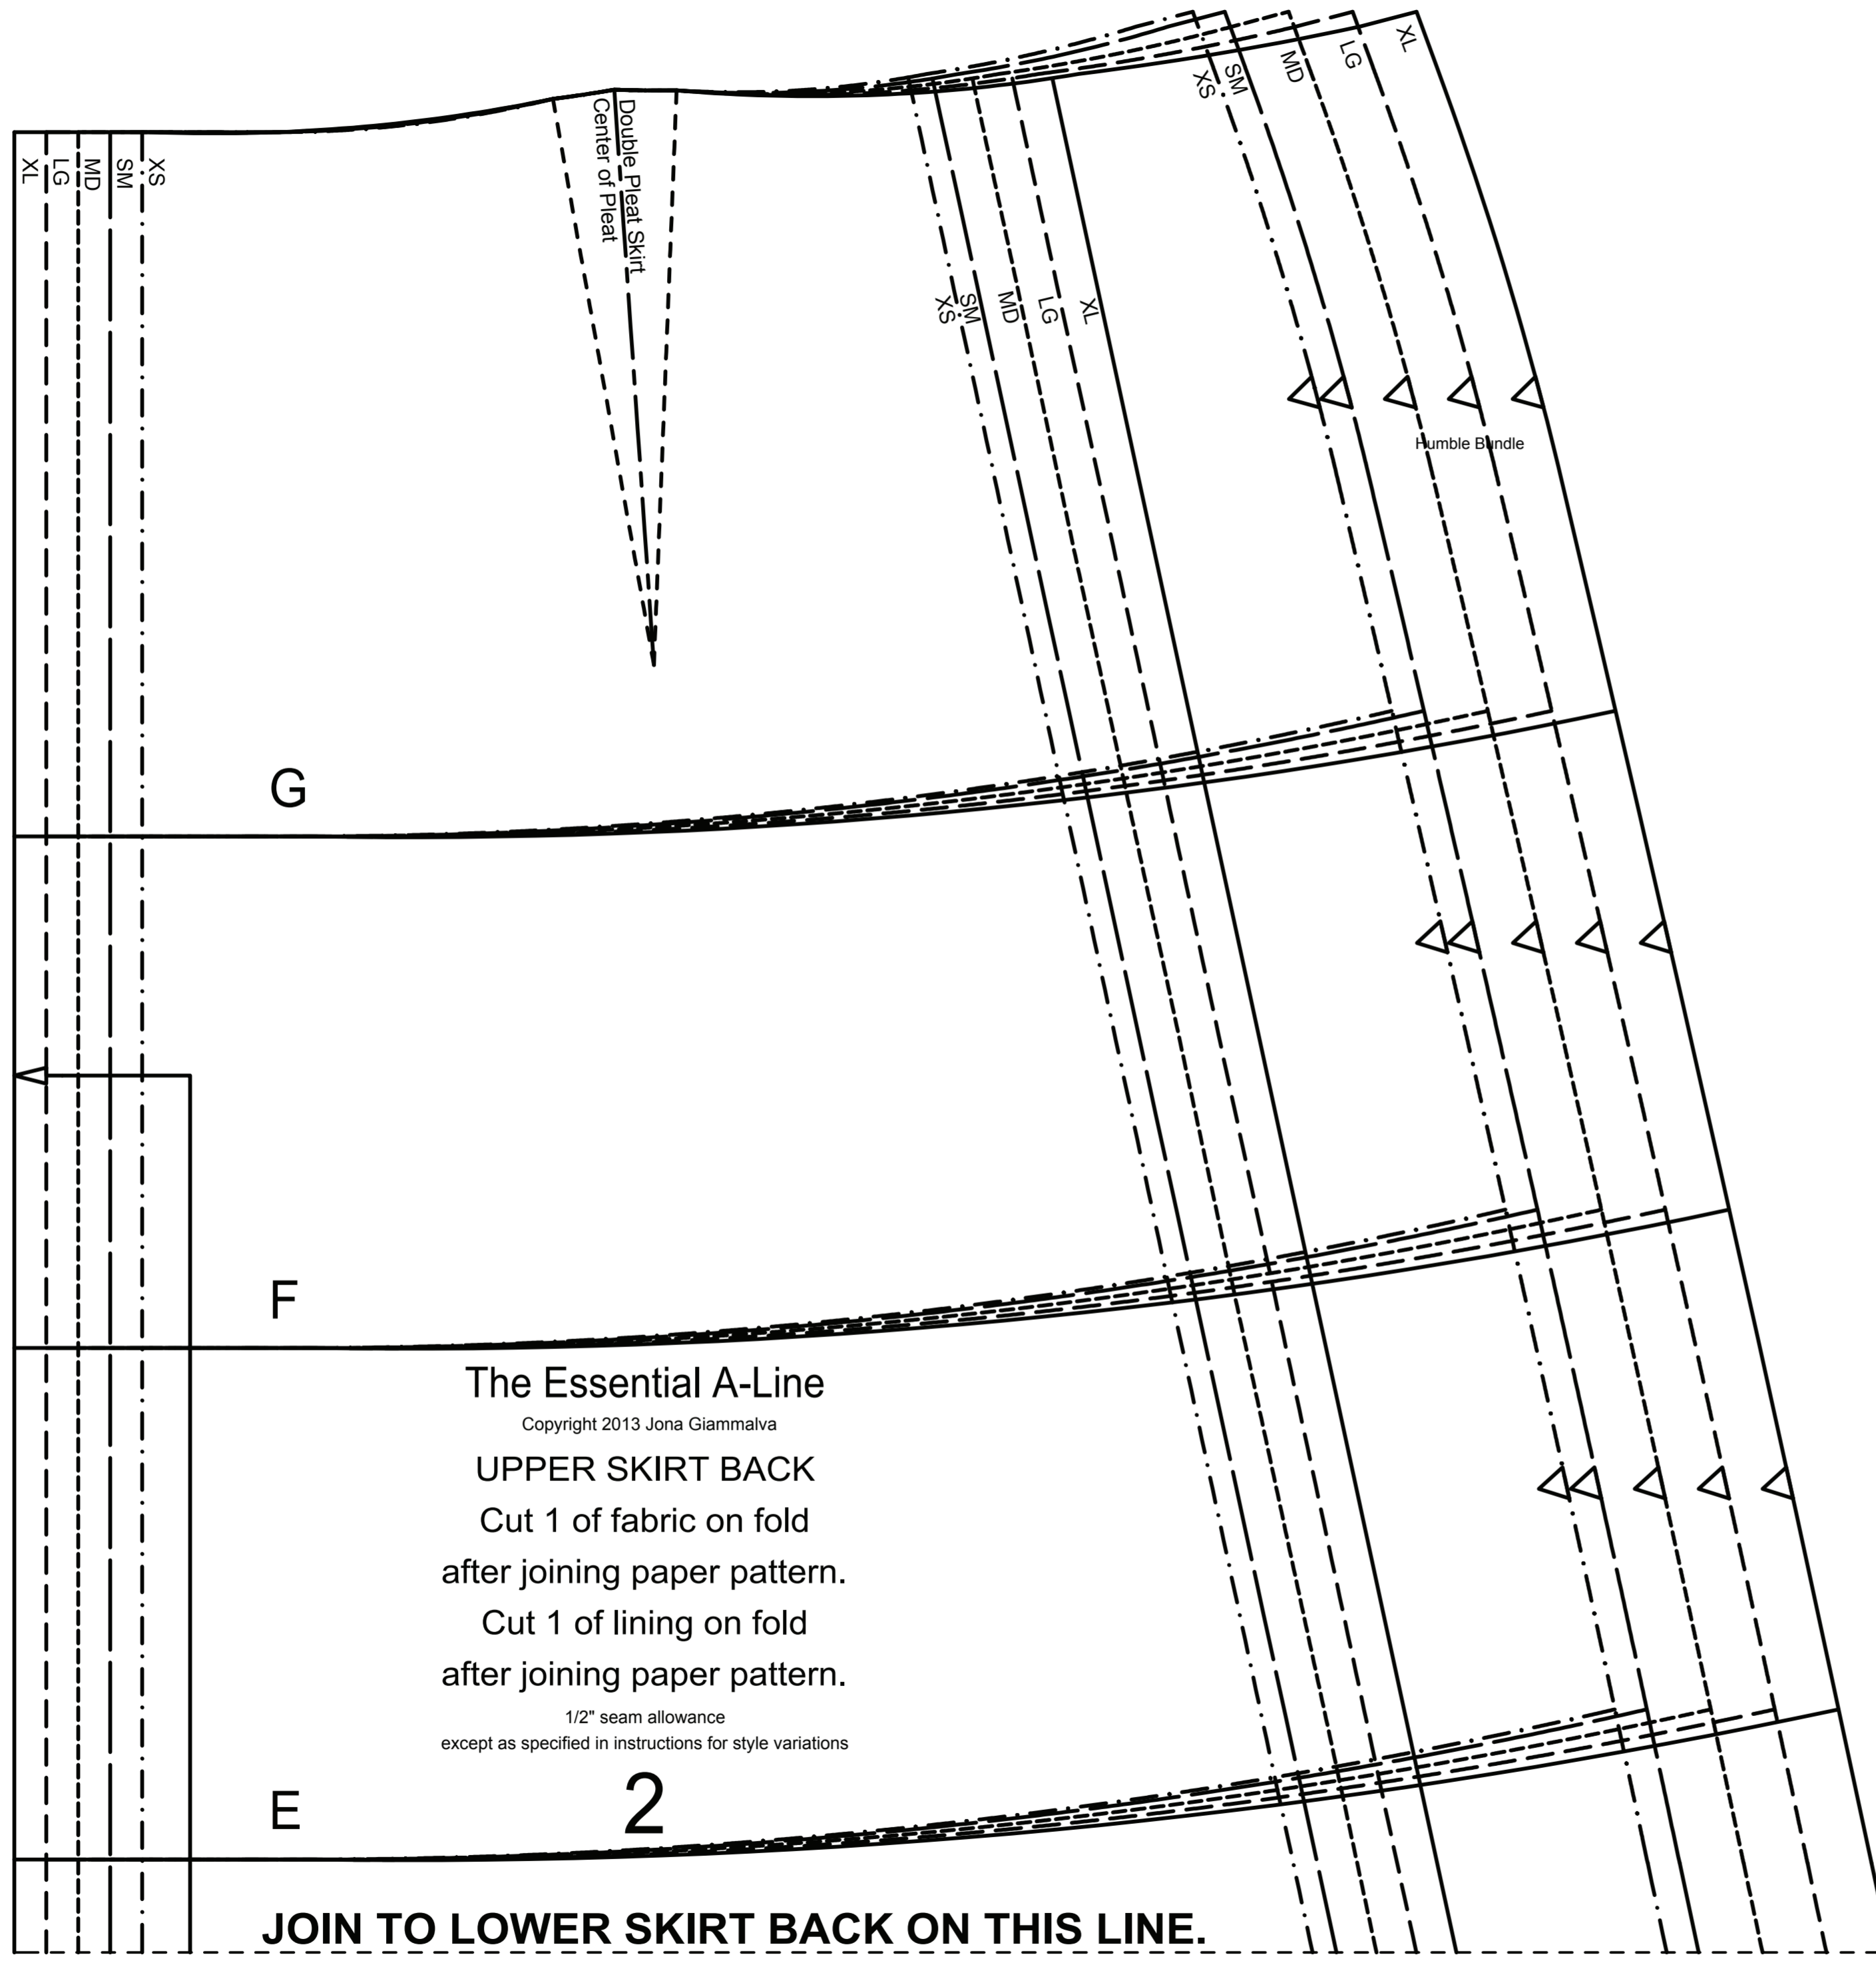 XL
LG
MD
SM
XS
Double Pleat Skirt
Center of Pleat
XS
SM
MD
LG
XL
XS
SM
MD
LG
XL
Humble Bundle
G
F
The Essential A-Line
Copyright 2013 Jona Giammalva
UPPER SKIRT BACK
Cut 1 of fabric on fold
after joining paper pattern.
Cut 1 of lining on fold
after joining paper pattern.
1/2" seam allowance
except as specified in instructions for style variations
E
2
JOIN TO LOWER SKIRT BACK ON THIS LINE.